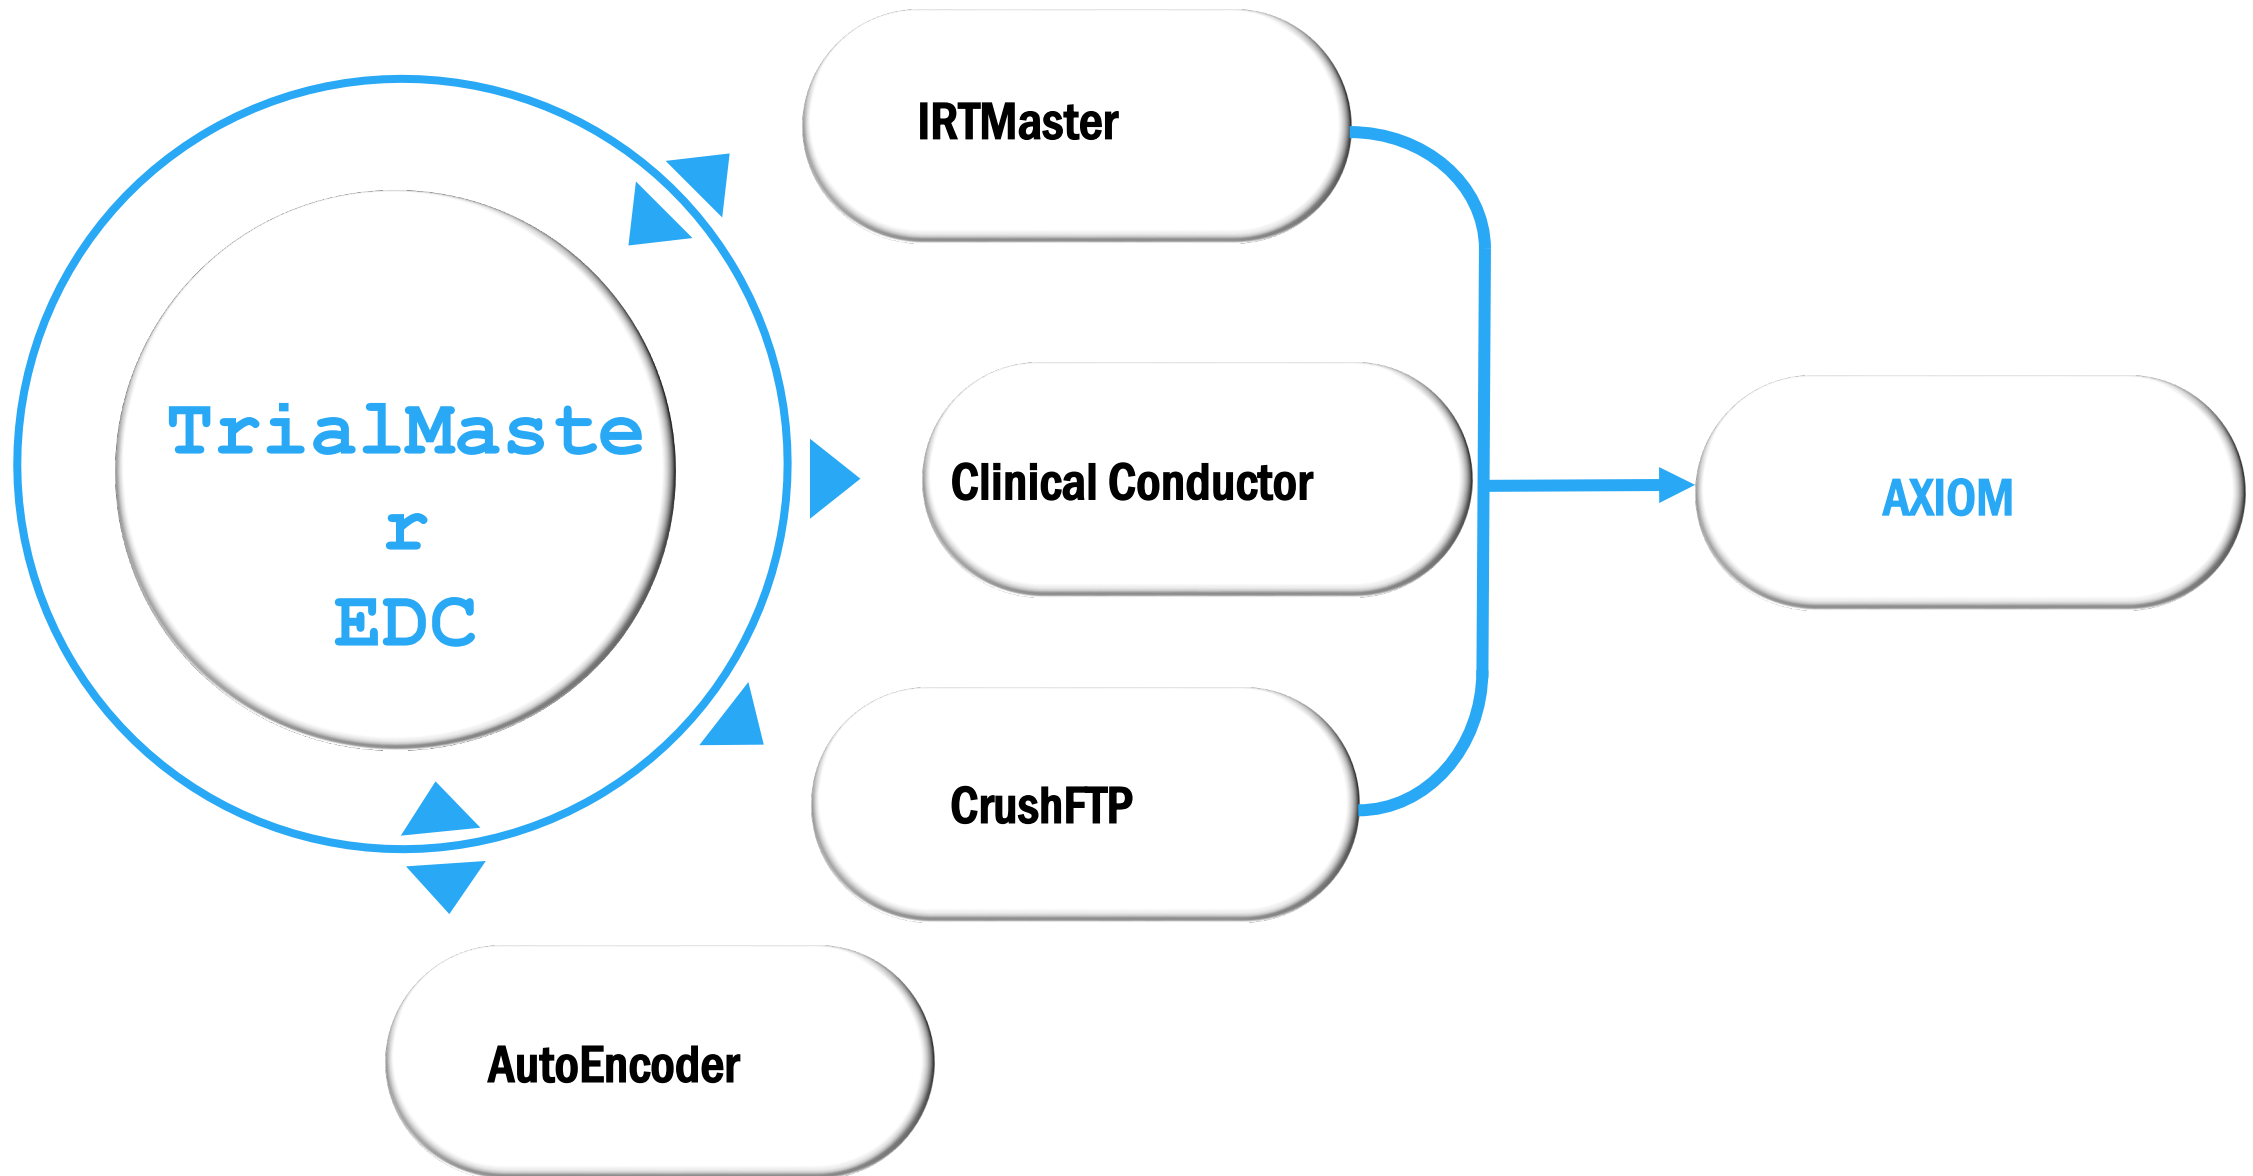 IRTMaster
TrialMaste
r
EDC
Clinical Conductor
AXIOM
CrushFTP
AutoEncoder